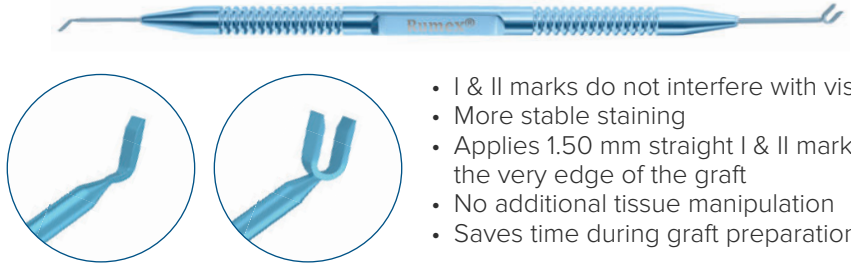 Rumex®
• I & II marks do not interfere with
• More stable staining
• Applies 1.50 mm straight I & II mark
the very edge of the graft
• No additional tissue manipulation
• Saves time during graft preparation